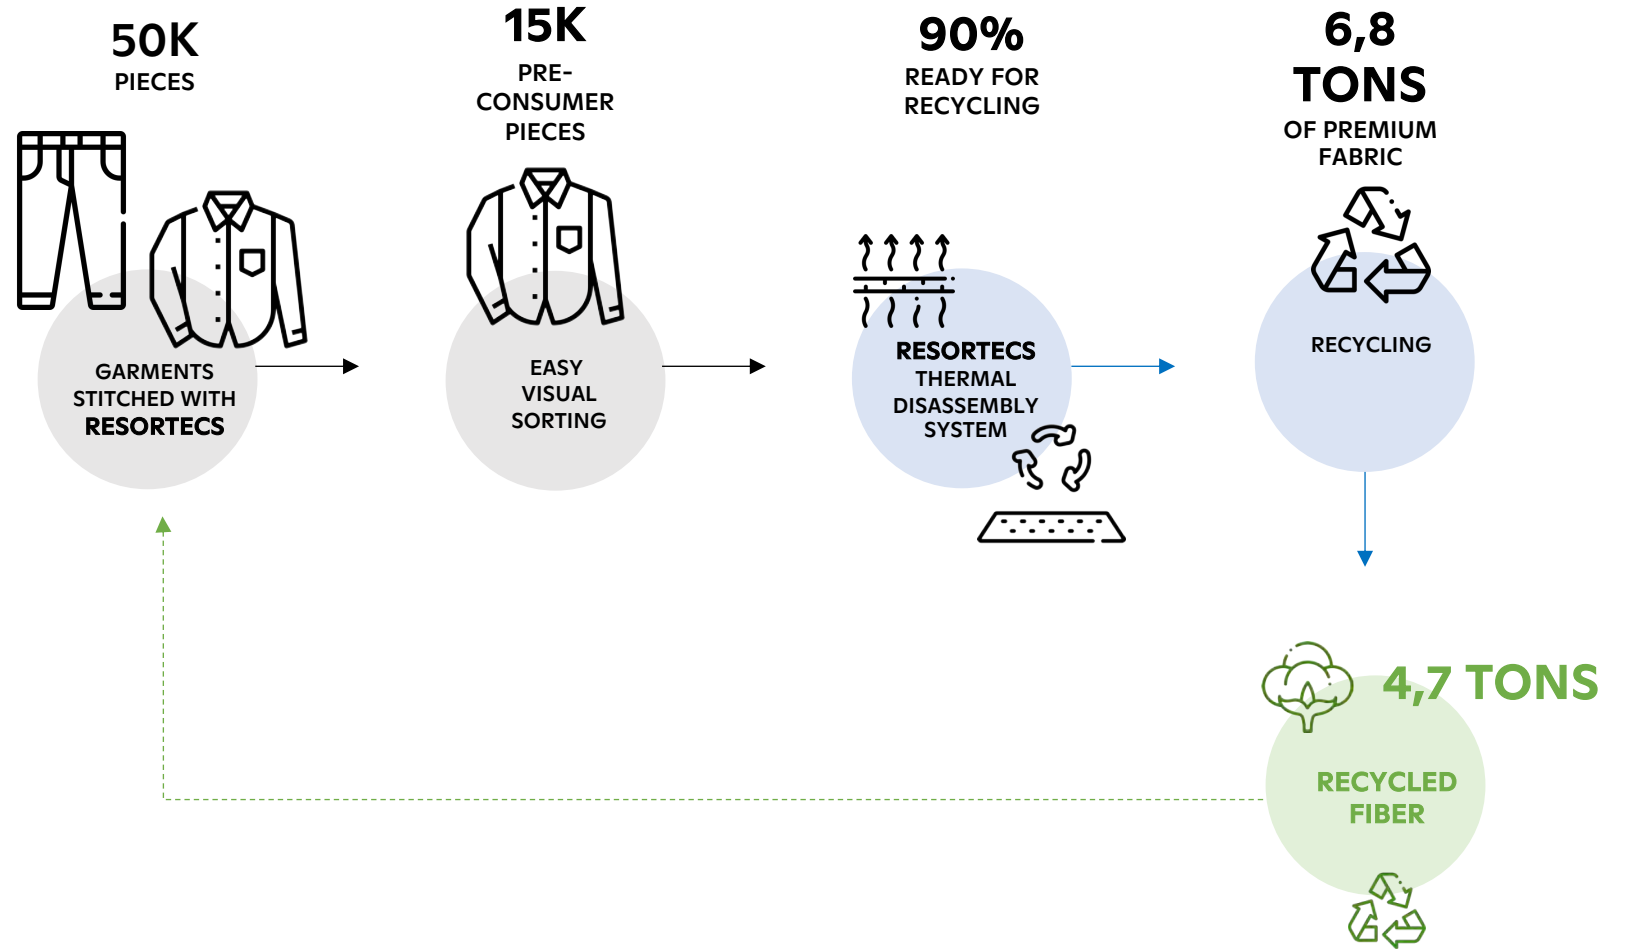 50K
PIECES
GARMENTS
STITCHED WITH
RESORTECS
15K
PRE-
CONSUMER
PIECES
EASY
VISUAL
SORTING
90%
READY FOR
RECYCLING
RESORTECS
THERMAL
DISASSEMBLY
SYSTEM
6,8
TONS
OF PREMIUM
FABRIC
RECYCLING
4,7 TONS
RECYCLED
FIBER